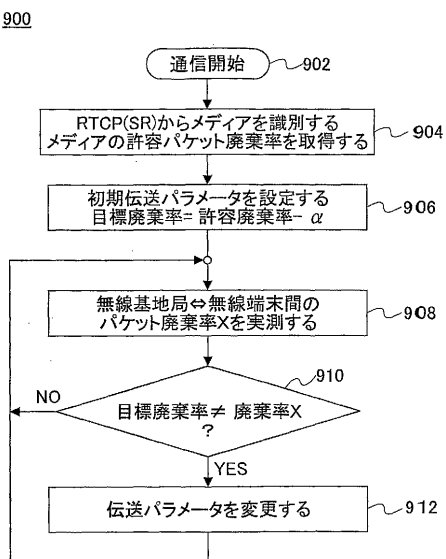 900
通信開始
902
RTCP(SR)からメディアを識別する
メディアの許容パケット廃棄率を取得する
904
初期伝送パラメータを設定する
目標廃棄率= 許容廃棄率- α
906
無線基地局⇔無線端末間の
パケット廃棄率Xを実測する
908
910
目標廃棄率≠ 廃棄率X
?
NO
YES
伝送パラメータを変更する
912